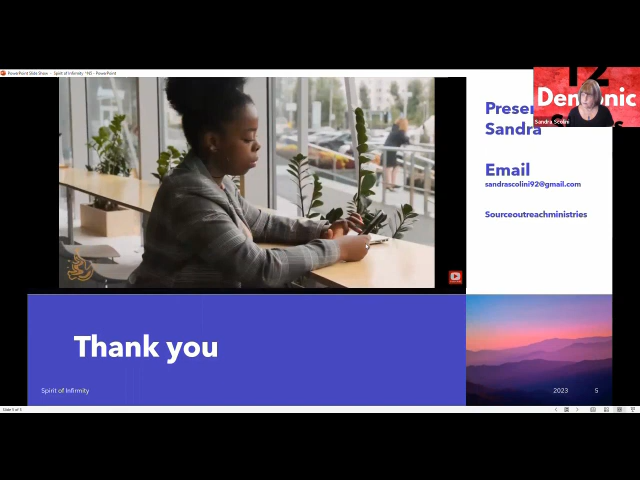 PowerPoint Slide Show - Spirit of Infirmity *NS - PowerPoint
12
Demonic
Sandra Scolini
Presen
Sandra
Email
sandrascolini92@gmail.com
Sourceoutreachministries
Thank you
Spirit of Infirmity
2023
5
Slide 5 of 5